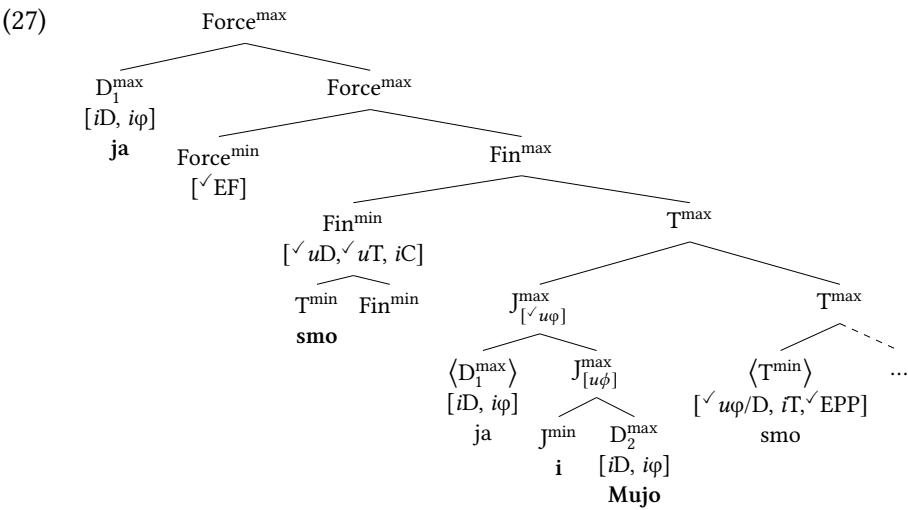 (27)
Force^max
D_1^max Force^max
[iD, iφ]
ja
Force^min Fin^max
[✓EF]
Fin^min T^max
[✓uD,✓uT, iC]
T^min Fin^min J^max_[✓uφ] T^max
smo
⟨D_1^max⟩ J^max_[uϕ] ⟨T^min⟩ ...
[iD, iφ] [✓uφ/D, iT,✓EPP]
ja J^min D_2^max smo
i [iD, iφ]
Mujo